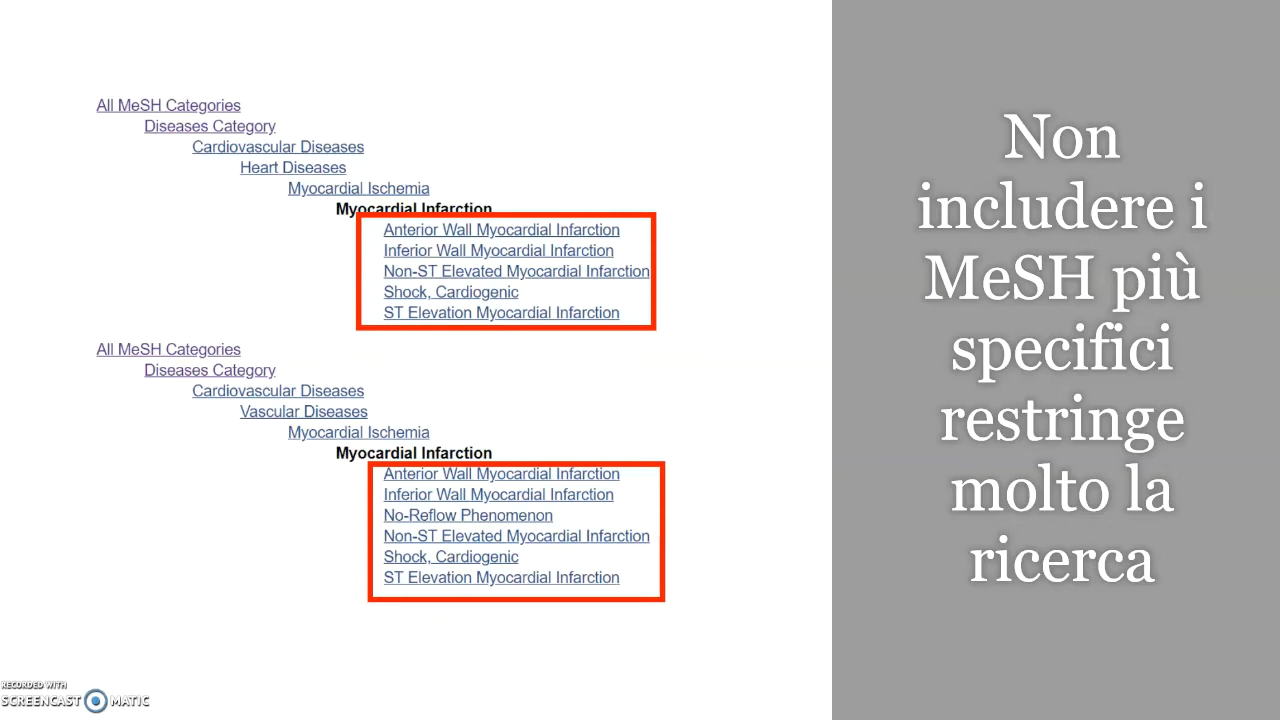 All MeSH Categories
Diseases Category
Cardiovascular Diseases
Heart Diseases
Myocardial Ischemia
Myocardial Infarction
Anterior Wall Myocardial Infarction
Inferior Wall Myocardial Infarction
Non-ST Elevated Myocardial Infarction
Shock, Cardiogenic
ST Elevation Myocardial Infarction
All MeSH Categories
Diseases Category
Cardiovascular Diseases
Vascular Diseases
Myocardial Ischemia
Myocardial Infarction
Anterior Wall Myocardial Infarction
Inferior Wall Myocardial Infarction
No-Reflow Phenomenon
Non-ST Elevated Myocardial Infarction
Shock, Cardiogenic
ST Elevation Myocardial Infarction
Non
includere i
MeSH più
specifici
restringe
molto la
ricerca
RECORDED WITH
SCREENCAST MATIC